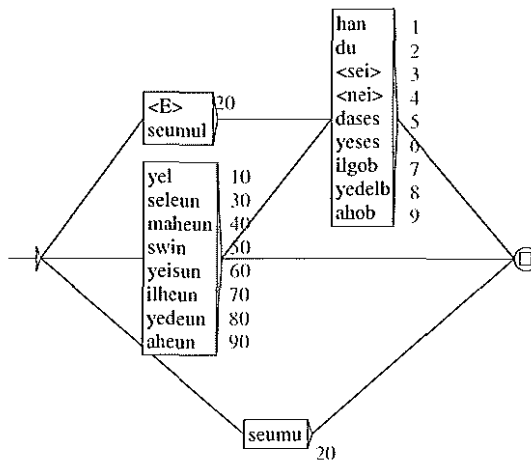 han 1
du 2
<sei> 3
<nei> 4
dases 5
yeses 0
ilgob 7
yedelb 8
ahob 9
<E> 20
seumul
yel 10
seleun 30
maheun 40
swin 50
yeisun 60
ilheun 70
yedeun 80
aheun 90
seumu
20